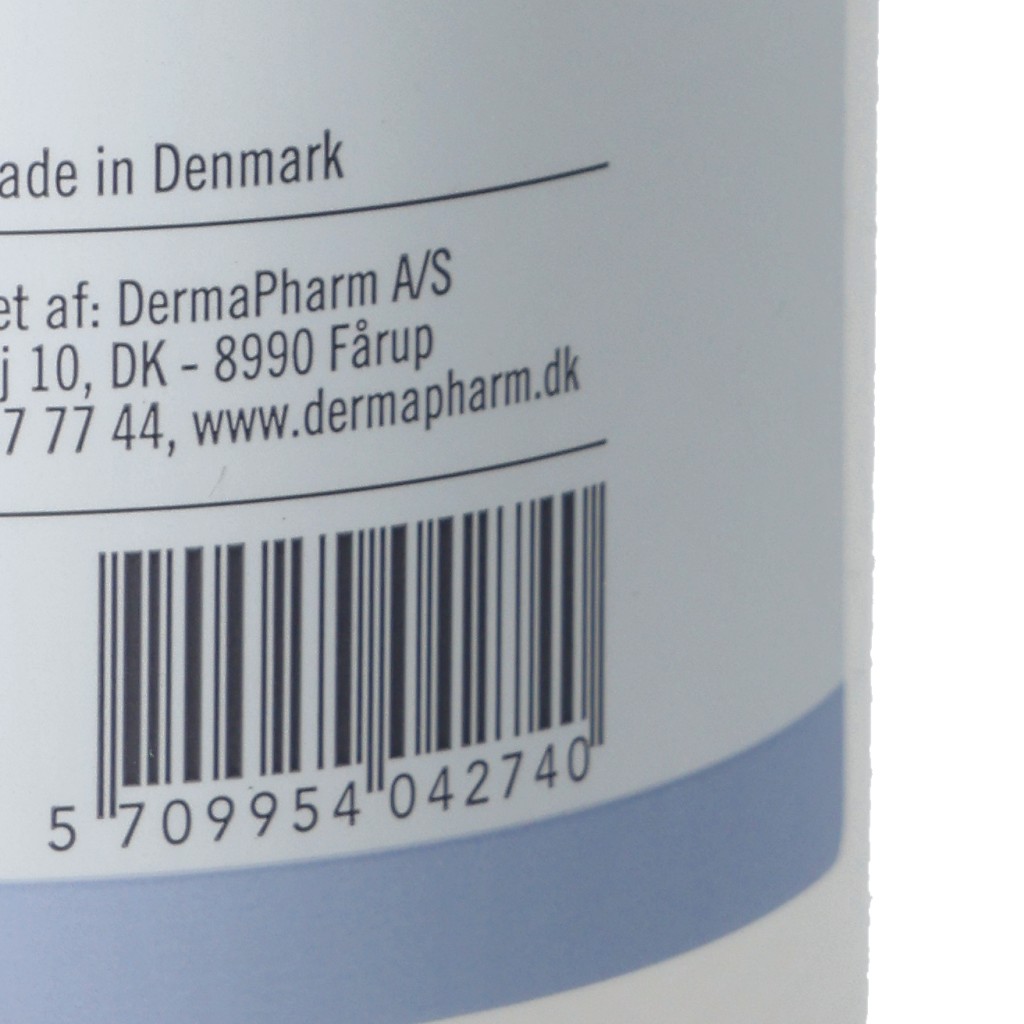 ade in Denmark
et af: DermaPharm A/S
j 10, DK - 8990 Fårup
7 77 44, www.dermapharm.dk
5 709954 042740